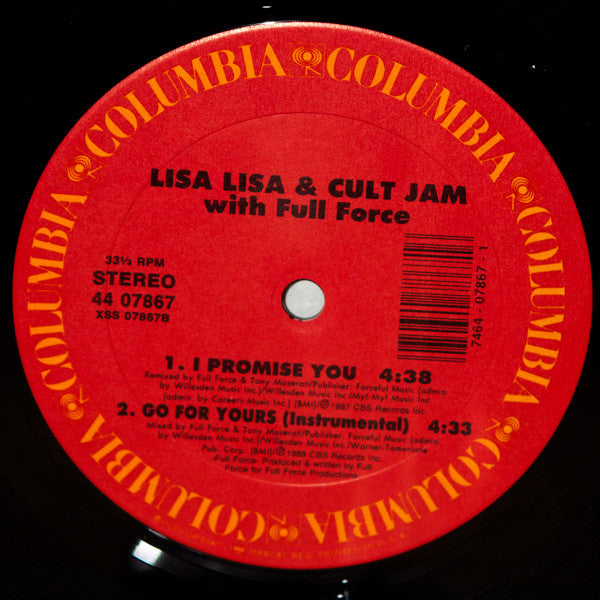 COLUMBIA COLUMBIA COLUMBIA COLUMBIA COLUMBIA COLUMBIA
LISA LISA & CULT JAM
with Full Force
33⅓ RPM
STEREO
44 07867
XSS 07867B
7464 07867-1
1. I PROMISE YOU 4:38
Remixed by Full Force & Tony Maserati/Publisher: Forceful Music (admin.
by Willesden Music Inc.)/Willesden Music Inc./My! My! Music Inc.
(admin. by Career's Music Inc.) (BMI)/℗1987 CBS Records Inc.
2. GO FOR YOURS (Instrumental) 4:33
Mixed by Full Force & Tony Maserati/Publisher: Forceful Music (admin.
by Willesden Music Inc.)/Willesden Music Inc./Warner-Tamerlane
Pub. Corp. (BMI)/℗1988 CBS Records Inc.
-Full Force- Produced and written by Full
Force for Full Force Productions